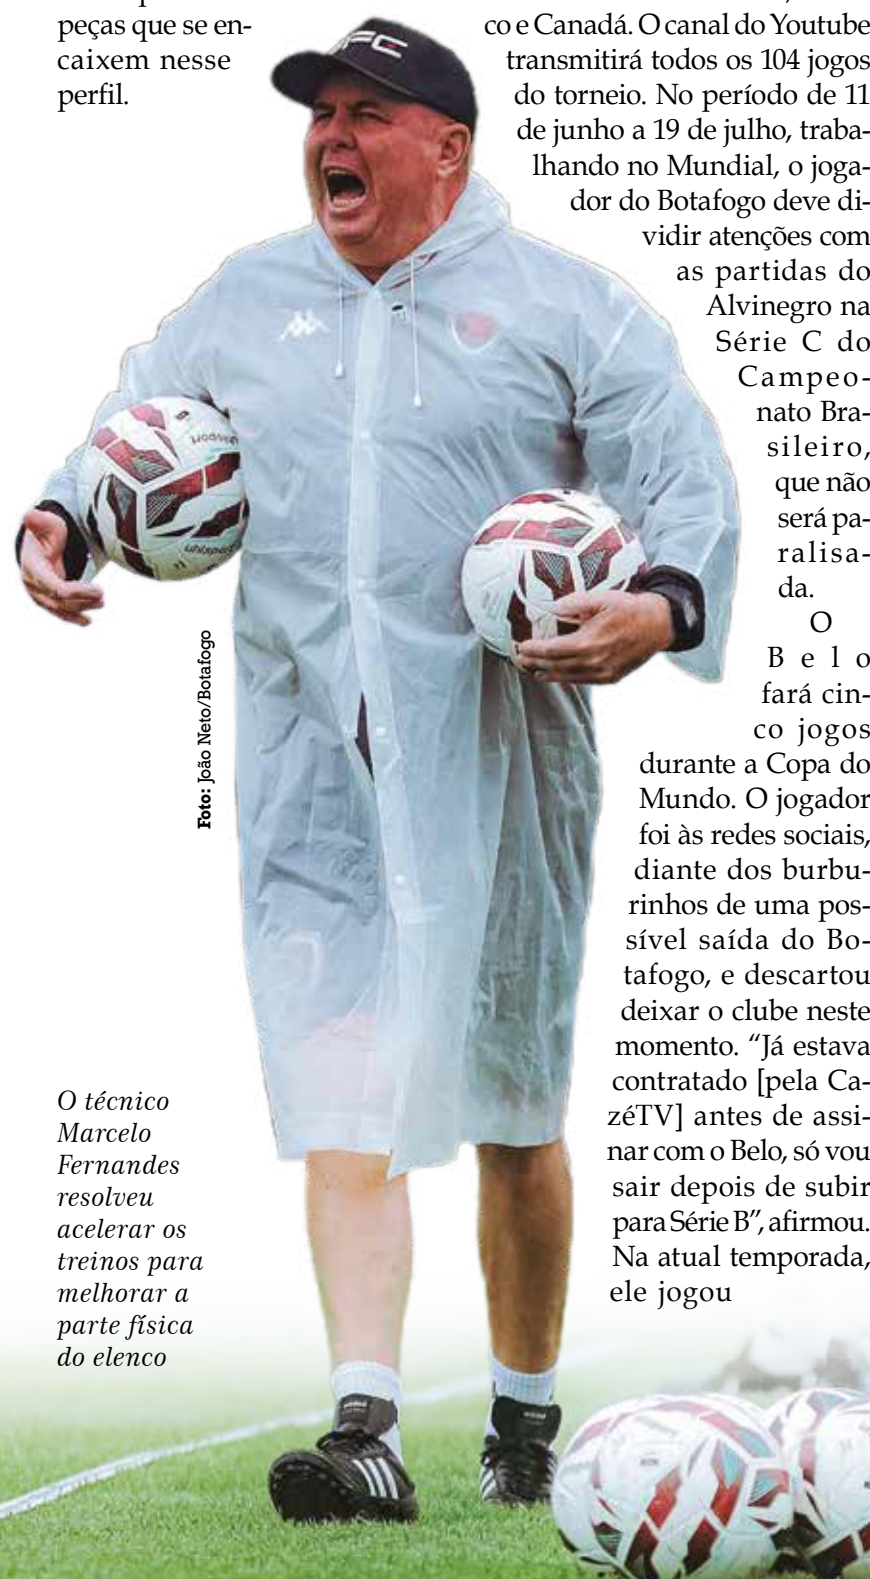 peças que se en-
caixem nesse
perfil.
FC
Foto: João Neto/Botafogo
O técnico
Marcelo
Fernandes
resolveu
acelerar os
treinos para
melhorar a
parte física
do elenco
co e Canadá. O canal do Youtube
transmitirá todos os 104 jogos
do torneio. No período de 11
de junho a 19 de julho, traba-
lhando no Mundial, o joga-
dor do Botafogo deve di-
vidir atenções com
as partidas do
Alvinegro na
Série C do
Campeo-
nato Bra-
sileiro,
que não
será pa-
ralisa-
da.
O
Belo
fará cin-
co jogos
durante a Copa do
Mundo. O jogador
foi às redes sociais,
diante dos burbu-
rinhos de uma pos-
sível saída do Bo-
tafogo, e descartou
deixar o clube neste
momento. “Já estava
contratado [pela Ca-
zéTV] antes de assi-
nar com o Belo, só vou
sair depois de subir
para Série B”, afirmou.
Na atual temporada,
ele jogou